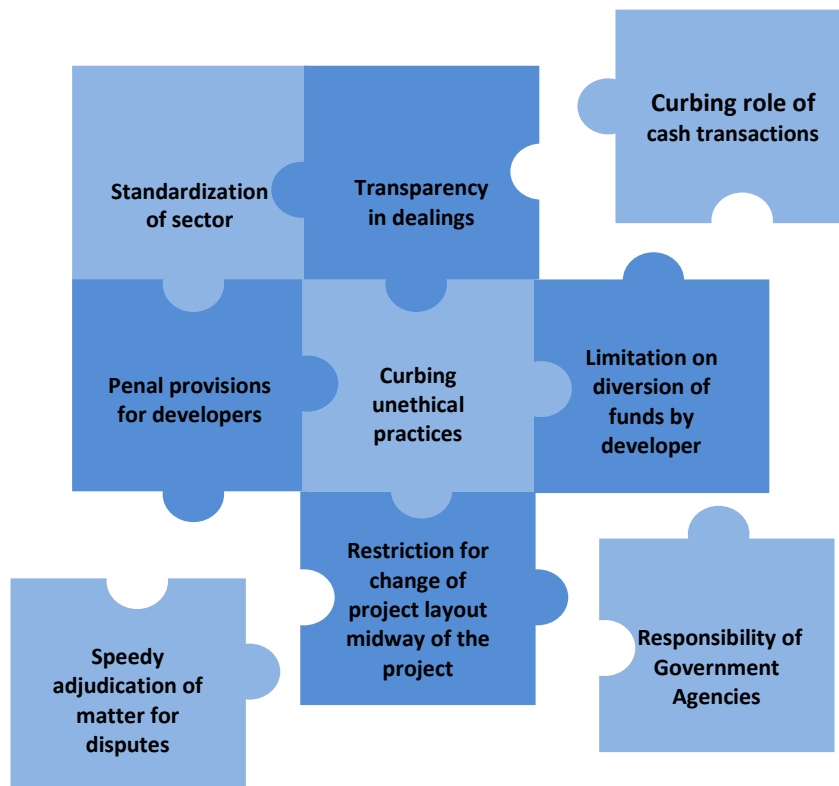 Curbing role of
cash transactions
Standardization
of sector
Transparency
in dealings
Penal provisions
for developers
Curbing
unethical
practices
Limitation on
diversion of
funds by
developer
Restriction for
change of
project layout
midway of the
project
Speedy
adjudication of
matter for
disputes
Responsibility of
Government
Agencies